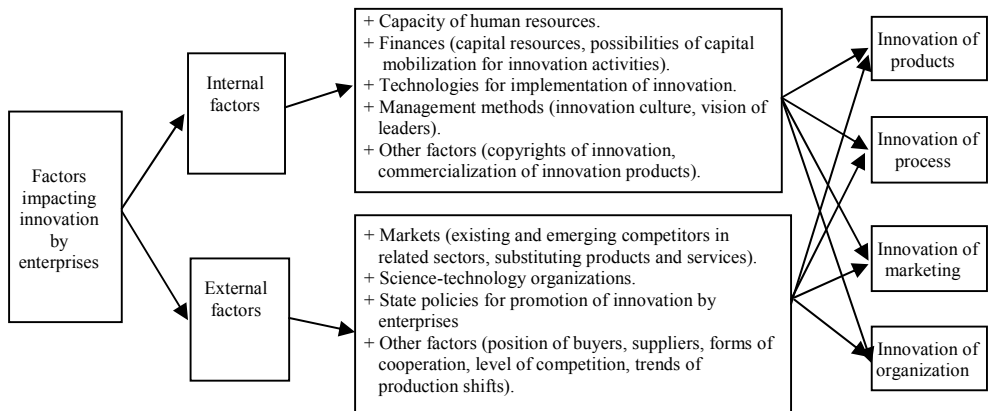 Factors
impacting
innovation
by
enterprises
Internal
factors
External
factors
+ Capacity of human resources.
+ Finances (capital resources, possibilities of capital
mobilization for innovation activities).
+ Technologies for implementation of innovation.
+ Management methods (innovation culture, vision of
leaders).
+ Other factors (copyrights of innovation,
commercialization of innovation products).
+ Markets (existing and emerging competitors in
related sectors, substituting products and services).
+ Science-technology organizations.
+ State policies for promotion of innovation by
enterprises
+ Other factors (position of buyers, suppliers, forms of
cooperation, level of competition, trends of
production shifts).
Innovation of
products
Innovation of
process
Innovation of
marketing
Innovation of
organization